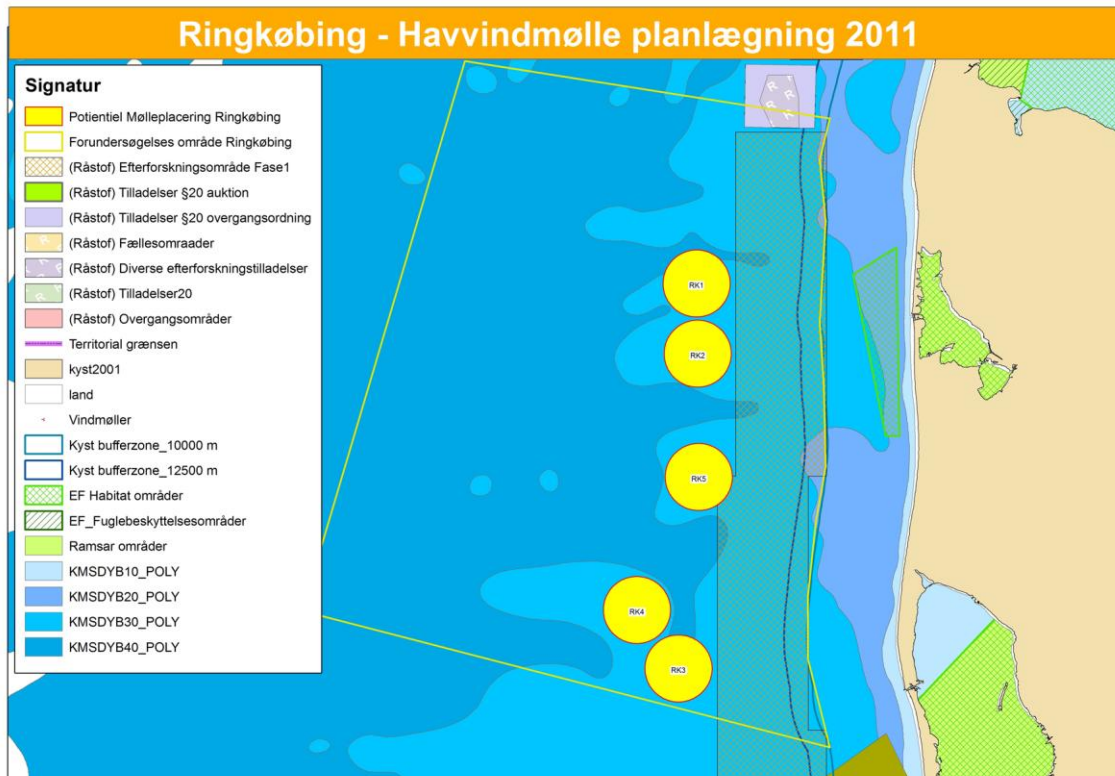 Ringkøbing - Havvindmølle planlægning 2011
Signatur
Potientiel Mølleplacering Ringkøbing
Forundersøgelses område Ringkøbing
(Råstof) Efterforskningsområde Fase1
(Råstof) Tilladelser §20 auktion
(Råstof) Tilladelser §20 overgangsordning
(Råstof) Fællesomraader
(Råstof) Diverse efterforskningstilladelser
(Råstof) Tilladelser20
(Råstof) Overgangsområder
Territorial grænsen
kyst2001
land
Vindmøller
Kyst bufferzone_10000 m
Kyst bufferzone_12500 m
EF Habitat områder
EF_Fuglebeskyttelsesområder
Ramsar områder
KMSDYB10_POLY
KMSDYB20_POLY
KMSDYB30_POLY
KMSDYB40_POLY
RK1
RK2
RK5
RK4
RK3